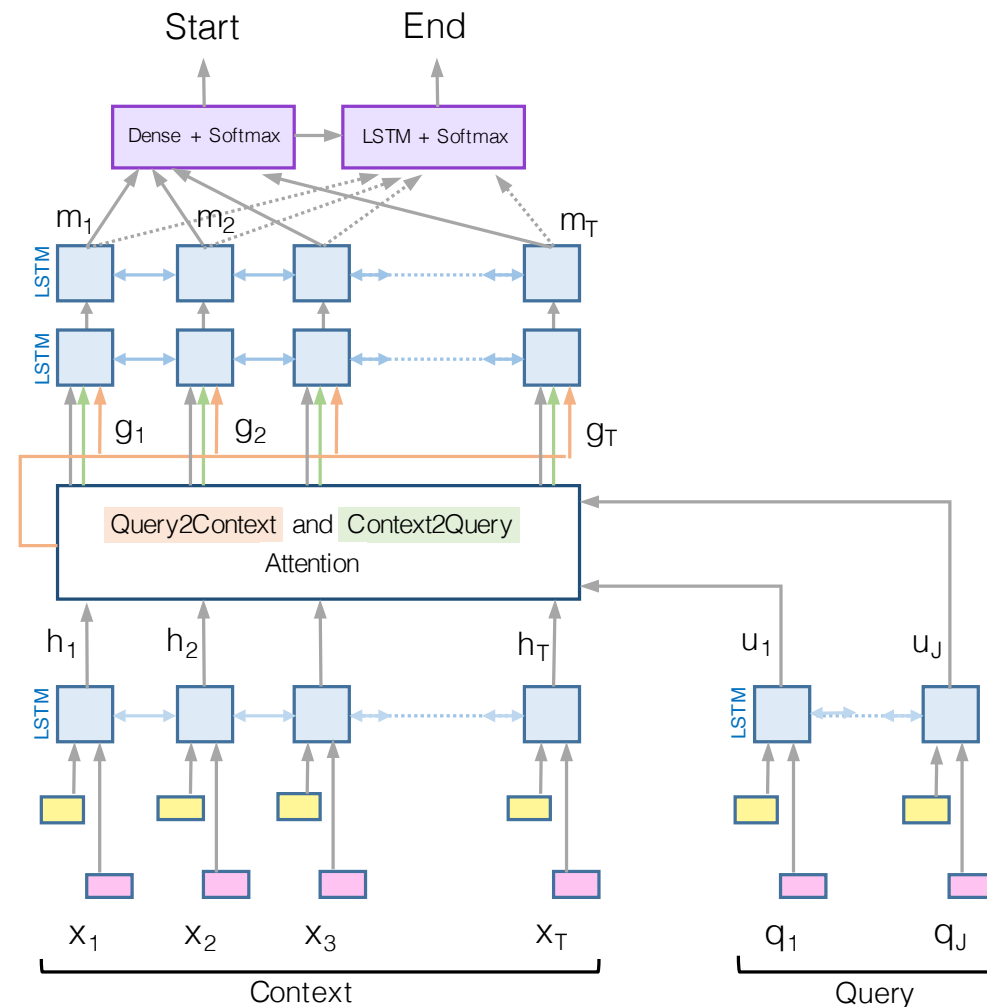 Start End
Dense + Softmax LSTM + Softmax
m1 m2 mT
LSTM
LSTM
g1 g2 gT
Query2Context and Context2Query
Attention
h1 h2 hT u1 uJ
LSTM LSTM
x1 x2 x3 xT q1 qJ
Context Query